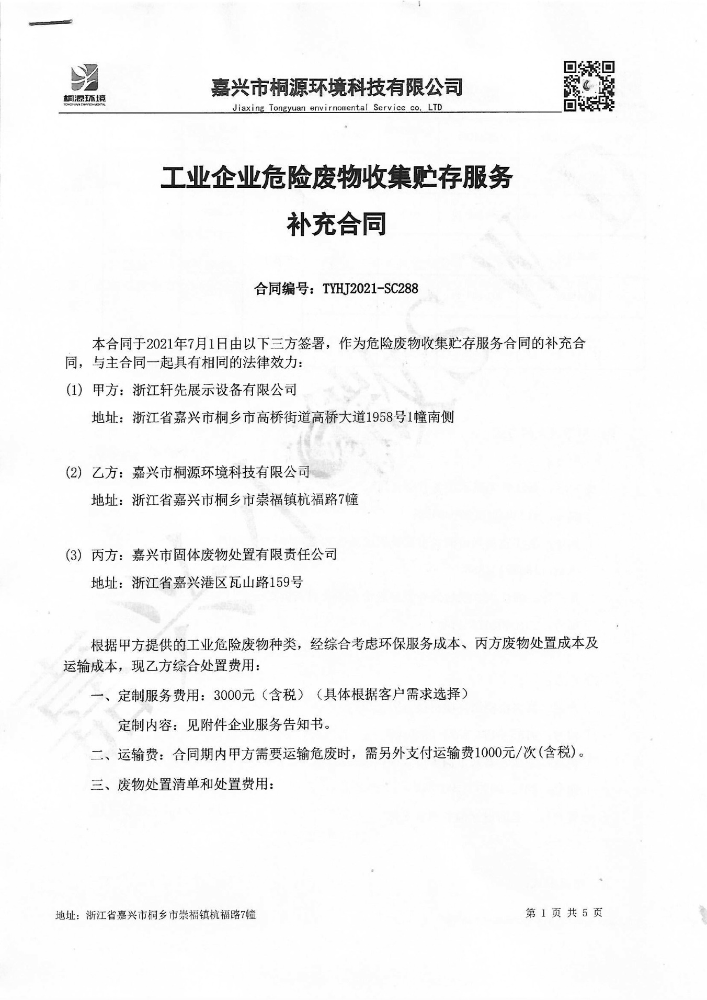 桐源环境
TONGYUAN ENVIRONMENTAL
嘉兴市桐源环境科技有限公司
Jiaxing Tongyuan envirnomental Service co. LTD
工业企业危险废物收集贮存服务
补充合同
合同编号：TYHJ2021-SC288
本合同于2021年7月1日由以下三方签署，作为危险废物收集贮存服务合同的补充合
同，与主合同一起具有相同的法律效力：
(1) 甲方：浙江轩先展示设备有限公司
地址：浙江省嘉兴市桐乡市高桥街道高桥大道1958号1幢南侧
(2) 乙方：嘉兴市桐源环境科技有限公司
地址：浙江省嘉兴市桐乡市崇福镇杭福路7幢
(3) 丙方：嘉兴市固体废物处置有限责任公司
地址：浙江省嘉兴港区瓦山路159号
根据甲方提供的工业危险废物种类，经综合考虑环保服务成本、丙方废物处置成本及
运输成本，现乙方综合处置费用：
一、定制服务费用：3000元（含税）（具体根据客户需求选择）
定制内容：见附件企业服务告知书。
二、运输费：合同期内甲方需要运输危废时，需另外支付运输费1000元/次(含税)。
三、废物处置清单和处置费用：
地址：浙江省嘉兴市桐乡市崇福镇杭福路7幢
第 1 页 共 5 页